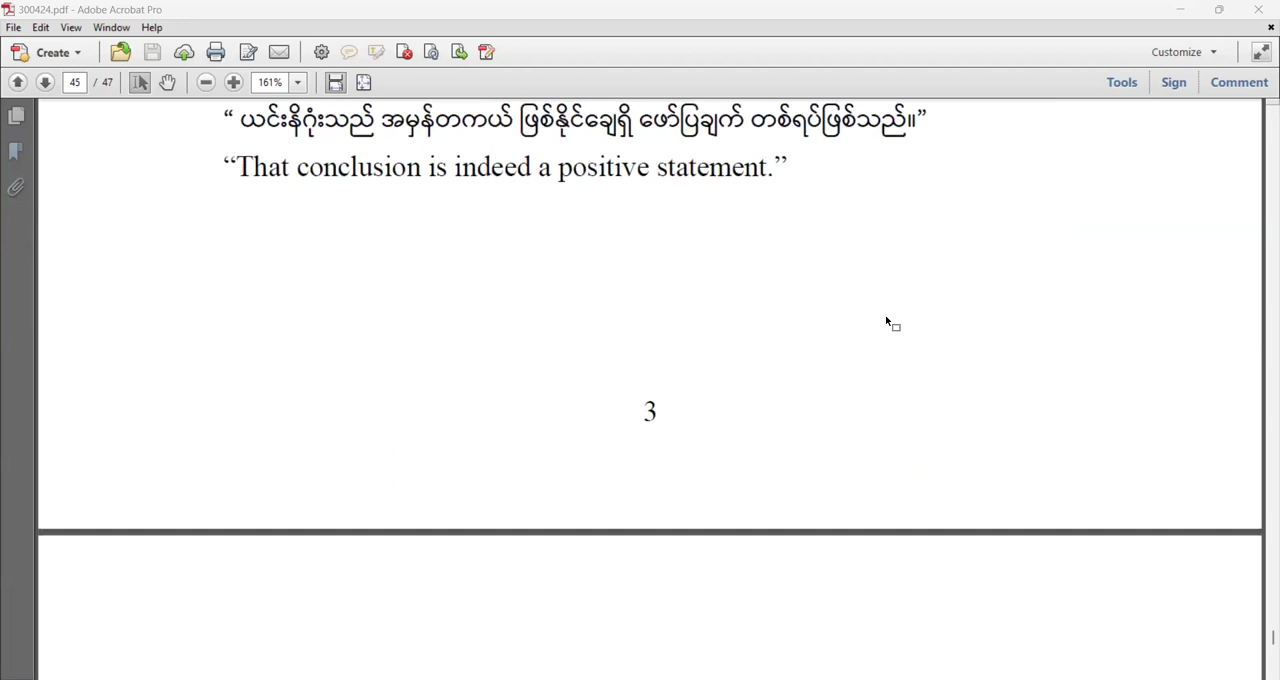 300424.pdf - Adobe Acrobat Pro
File Edit View Window Help
Create
Customize
45 / 47
161%
Tools Sign Comment
“ ယင်းနိဂုံးသည် အမှန်တကယ် ဖြစ်နိုင်ချေရှိ ဖော်ပြချက် တစ်ရပ်ဖြစ်သည်။”
“That conclusion is indeed a positive statement.”
3